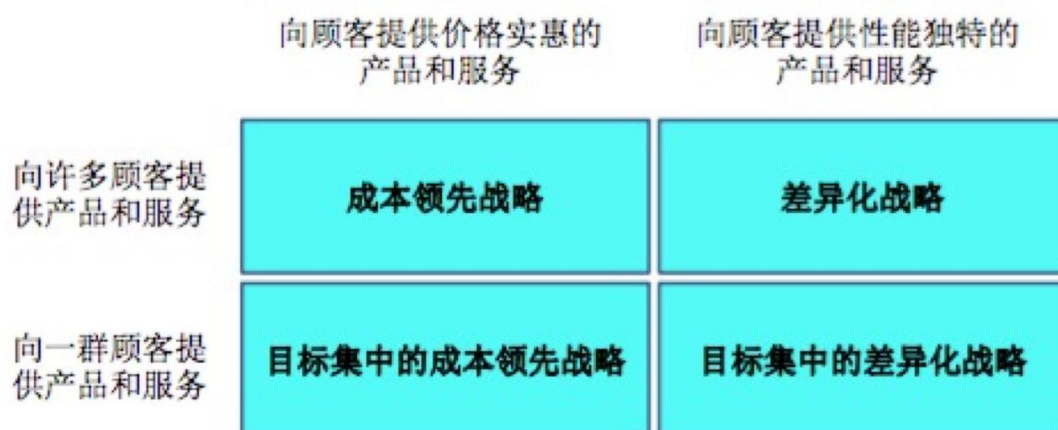 向顾客提供价格实惠的
产品和服务
向顾客提供性能独特的
产品和服务
向许多顾客提
供产品和服务
成本领先战略
差异化战略
向一群顾客提
供产品和服务
目标集中的成本领先战略
目标集中的差异化战略